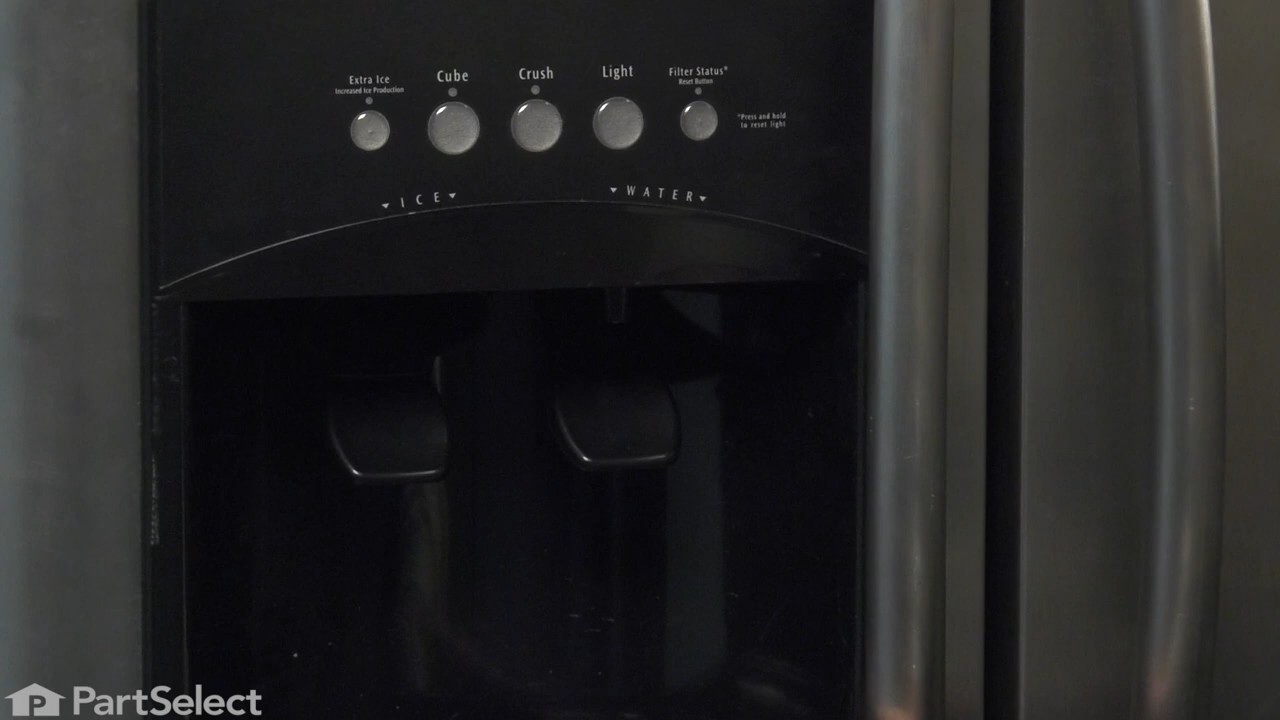 Extra Ice
Increased Ice Production
Cube
Crush
Light
Filter Status*
Reset Button
*Press and hold
to reset light
ICE
WATER
PartSelect